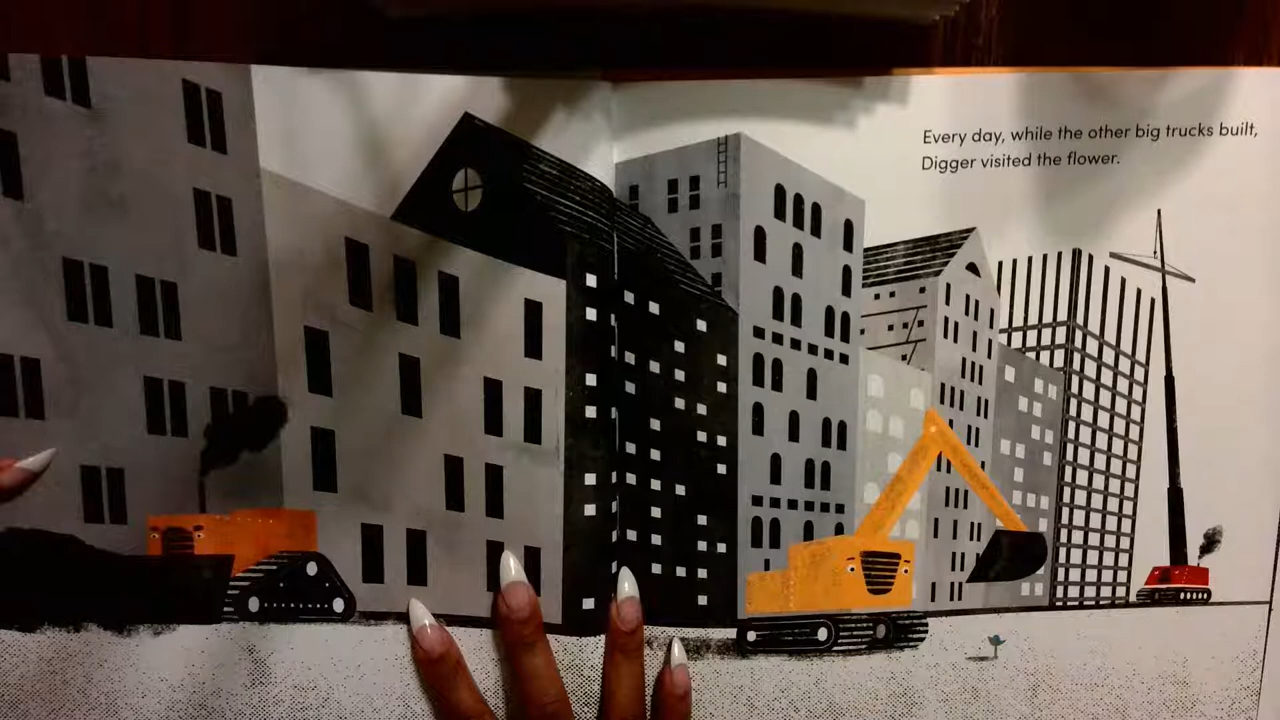 Every day, while the other big trucks built,
Digger visited the flower.